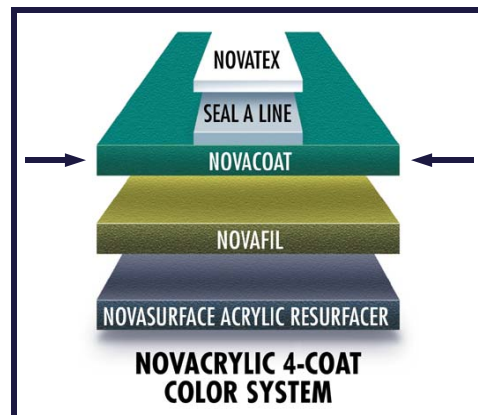 NOVATEX
SEAL A LINE
NOVACOAT
NOVAFIL
NOVASURFACE ACRYLIC RESURFACER
NOVACRYLIC 4-COAT
COLOR SYSTEM